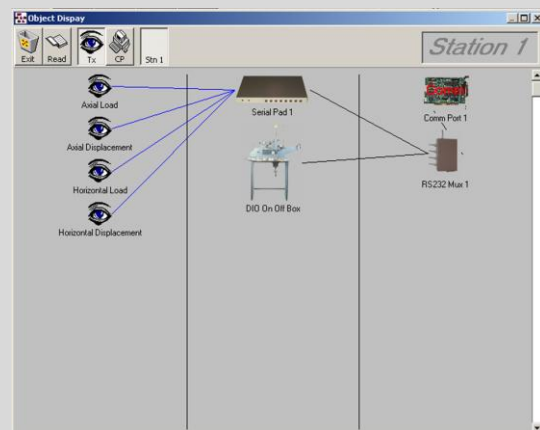 Object Dispay
Exit
Read
Tx
CP
Stn 1
Station 1
Axial Load
Axial Displacement
Horizontal Load
Horizontal Displacement
Serial Pad 1
DIO On Off Box
Comm
Comm Port 1
RS232 Mux 1